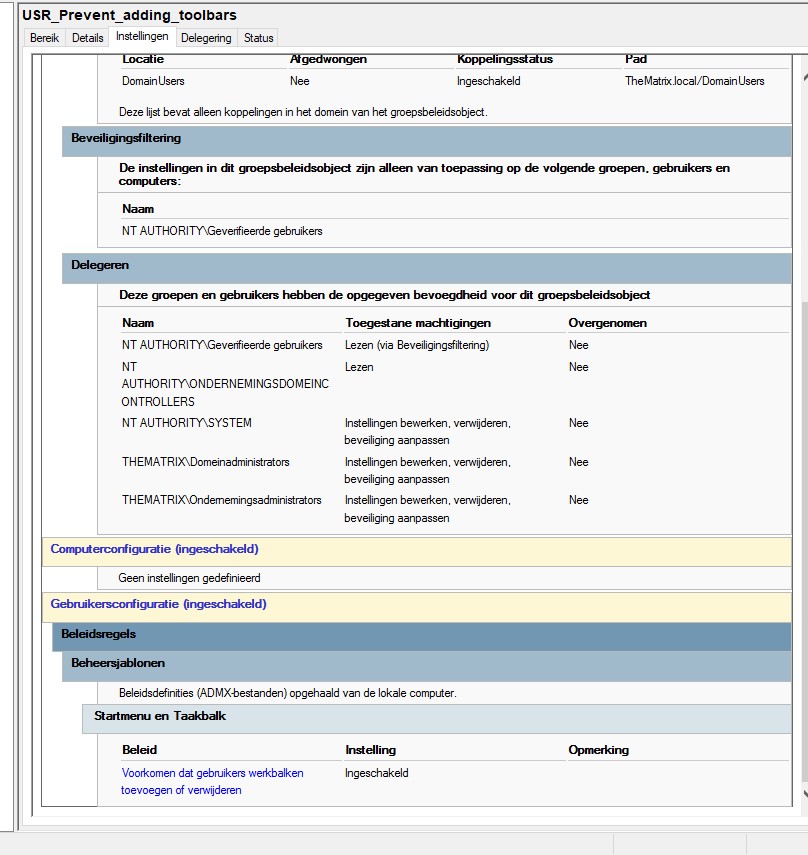 USR_Prevent_adding_toolbars
Bereik Details Instellingen Delegering Status
Locatie Afgedwongen Koppelingsstatus Pad
DomainUsers Nee Ingeschakeld TheMatrix.local/DomainUsers
Deze lijst bevat alleen koppelingen in het domein van het groepsbeleidsobject.
Beveiligingsfiltering
De instellingen in dit groepsbeleidsobject zijn alleen van toepassing op de volgende groepen, gebruikers en
computers:
Naam
NT AUTHORITY\Geverifieerde gebruikers
Delegeren
Deze groepen en gebruikers hebben de opgegeven bevoegdheid voor dit groepsbeleidsobject
Naam Toegestane machtigingen Overgenomen
NT AUTHORITY\Geverifieerde gebruikers Lezen (via Beveiligingsfiltering) Nee
NT Lezen Nee
AUTHORITY\ONDERNEMINGSDOMEINC
ONTROLLERS
NT AUTHORITY\SYSTEM Instellingen bewerken, verwijderen, Nee
beveiliging aanpassen
THEMATRIX\Domeinadministrators Instellingen bewerken, verwijderen, Nee
beveiliging aanpassen
THEMATRIX\Ondernemingsadministrators Instellingen bewerken, verwijderen, Nee
beveiliging aanpassen
Computerconfiguratie (ingeschakeld)
Geen instellingen gedefinieerd
Gebruikersconfiguratie (ingeschakeld)
Beleidsregels
Beheersjablonen
Beleidsdefinities (ADMX-bestanden) opgehaald van de lokale computer.
Startmenu en Taakbalk
Beleid Instelling Opmerking
Voorkomen dat gebruikers werkbalken Ingeschakeld
toevoegen of verwijderen